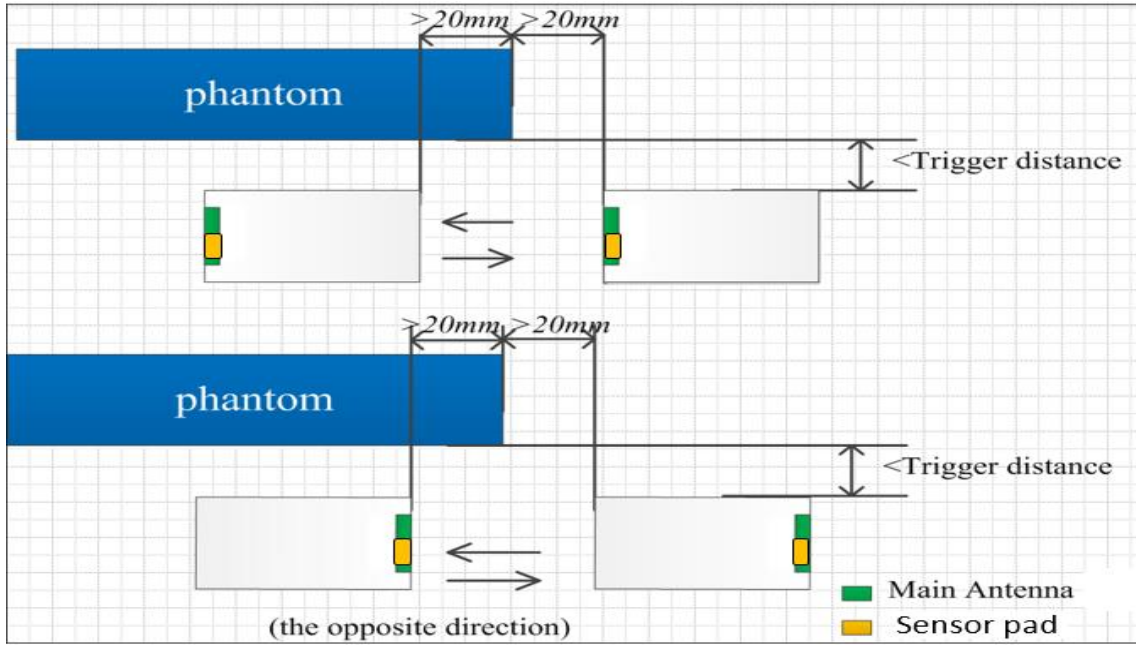 >20mm >20mm
phantom
<Trigger distance
>20mm >20mm
phantom
<Trigger distance
Main Antenna
(the opposite direction)
Sensor pad